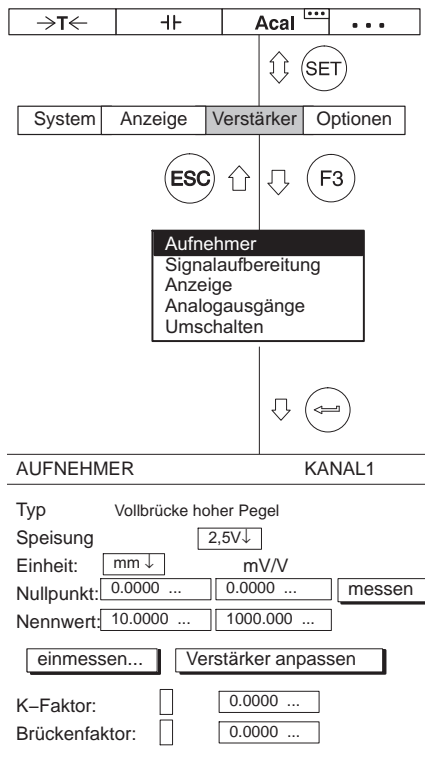 →T← ⊣⊢ Acal ...
SET
System Anzeige Verstärker Optionen
ESC F3
Aufnehmer
Signalaufbereitung
Anzeige
Analogausgänge
Umschalten
AUFNEHMER KANAL1
Typ Vollbrücke hoher Pegel
Speisung 2,5V↓
Einheit: mm↓ mV/V
Nullpunkt: 0.0000 ... 0.0000 ... messen
Nennwert: 10.0000 ... 1000.000 ...
einmessen... Verstärker anpassen
K–Faktor: 0.0000 ...
Brückenfaktor: 0.0000 ...